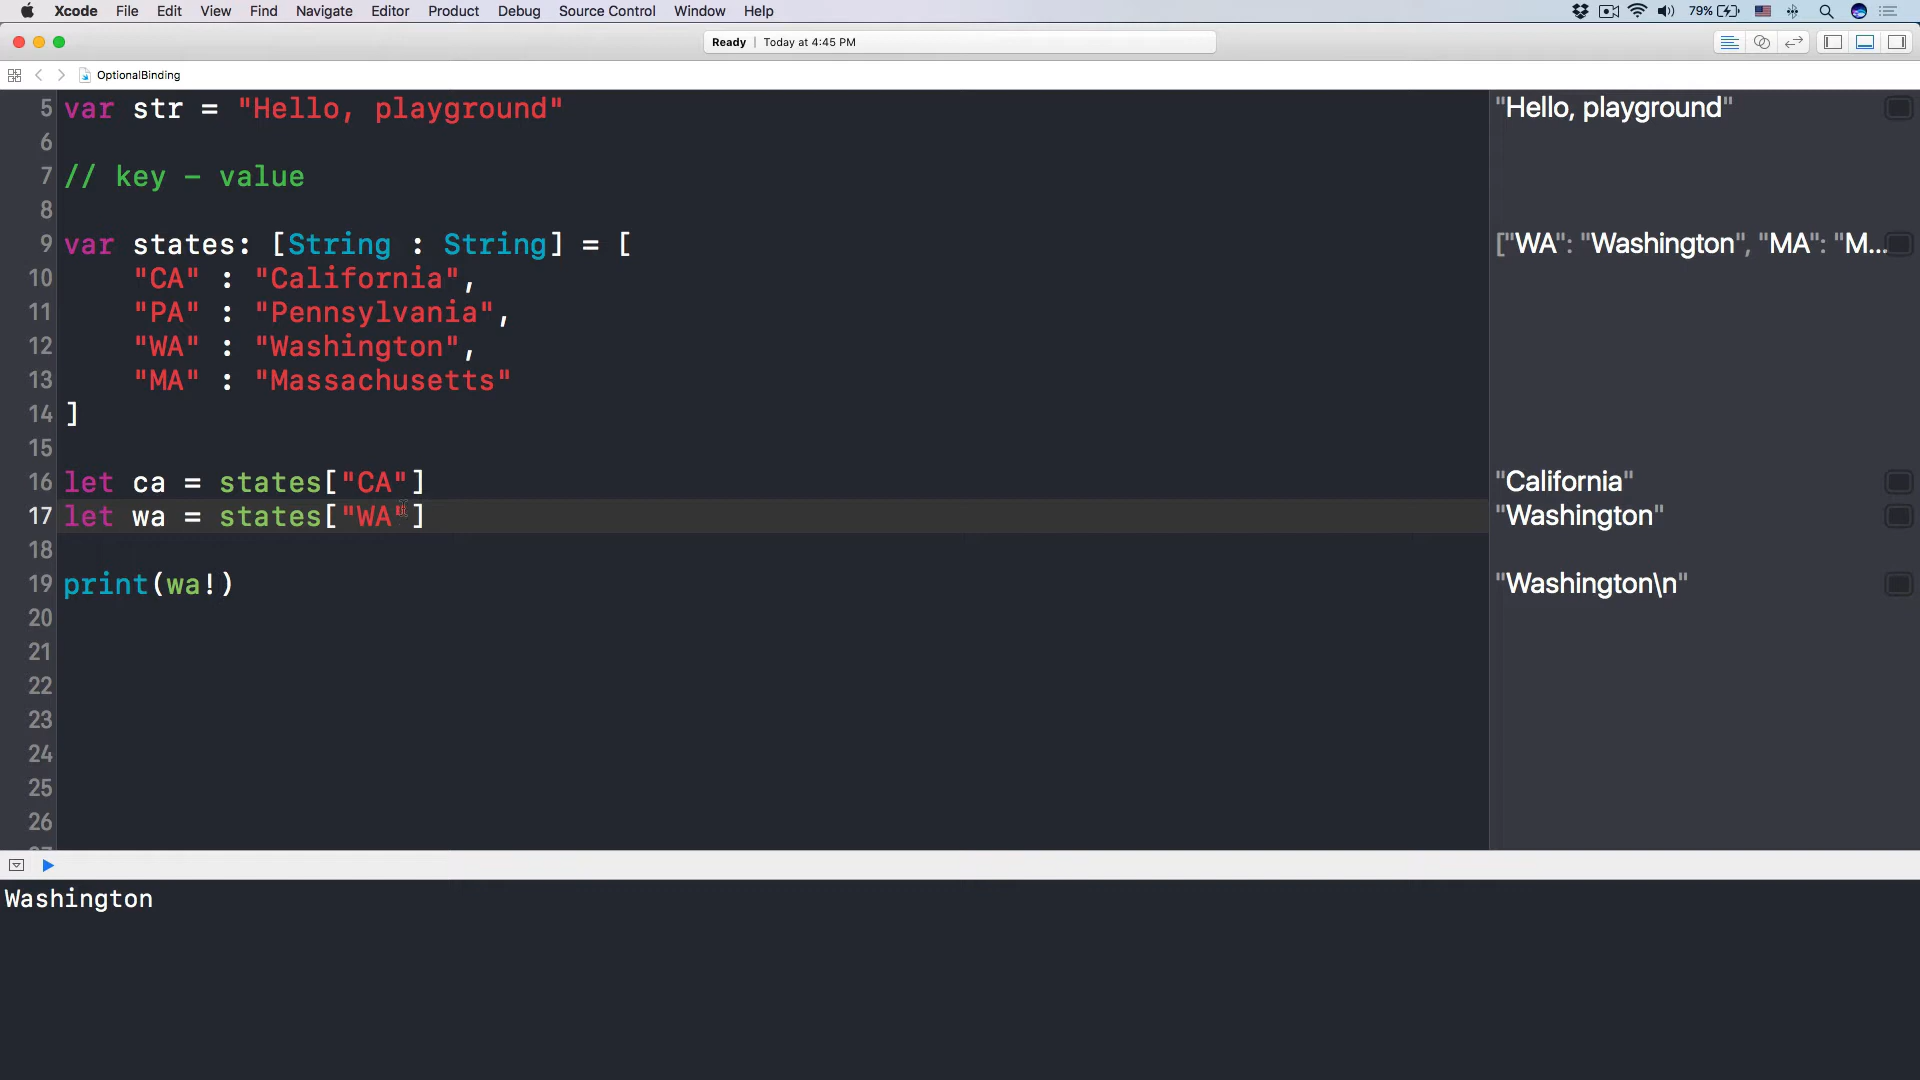 Xcode File Edit View Find Navigate Editor Product Debug Source Control Window Help 79%
Ready | Today at 4:45 PM
OptionalBinding
5 var str = "Hello, playground" "Hello, playground"
6
7 // key - value
8
9 var states: [String : String] = [ ["WA": "Washington", "MA": "M...
10 "CA" : "California",
11 "PA" : "Pennsylvania",
12 "WA" : "Washington",
13 "MA" : "Massachusetts"
14 ]
15
16 let ca = states["CA"] "California"
17 let wa = states["WA"] "Washington"
18
19 print(wa!) "Washington\n"
20
21
22
23
24
25
26
Washington